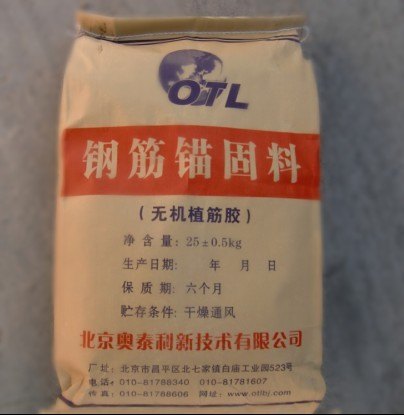 OTL
钢筋锚固料
（无机植筋胶）
净 含 量: 25±0.5kg
生产日期: 年 月 日
保 质 期: 六个月
贮存条件: 干燥通风
北京奥泰利新技术有限公司
厂址: 北京市昌平区北七家镇白庙工业园523号
电话: 010-81788340 010-81781607
传真: 010-81788606 网址: www.otlbj.com